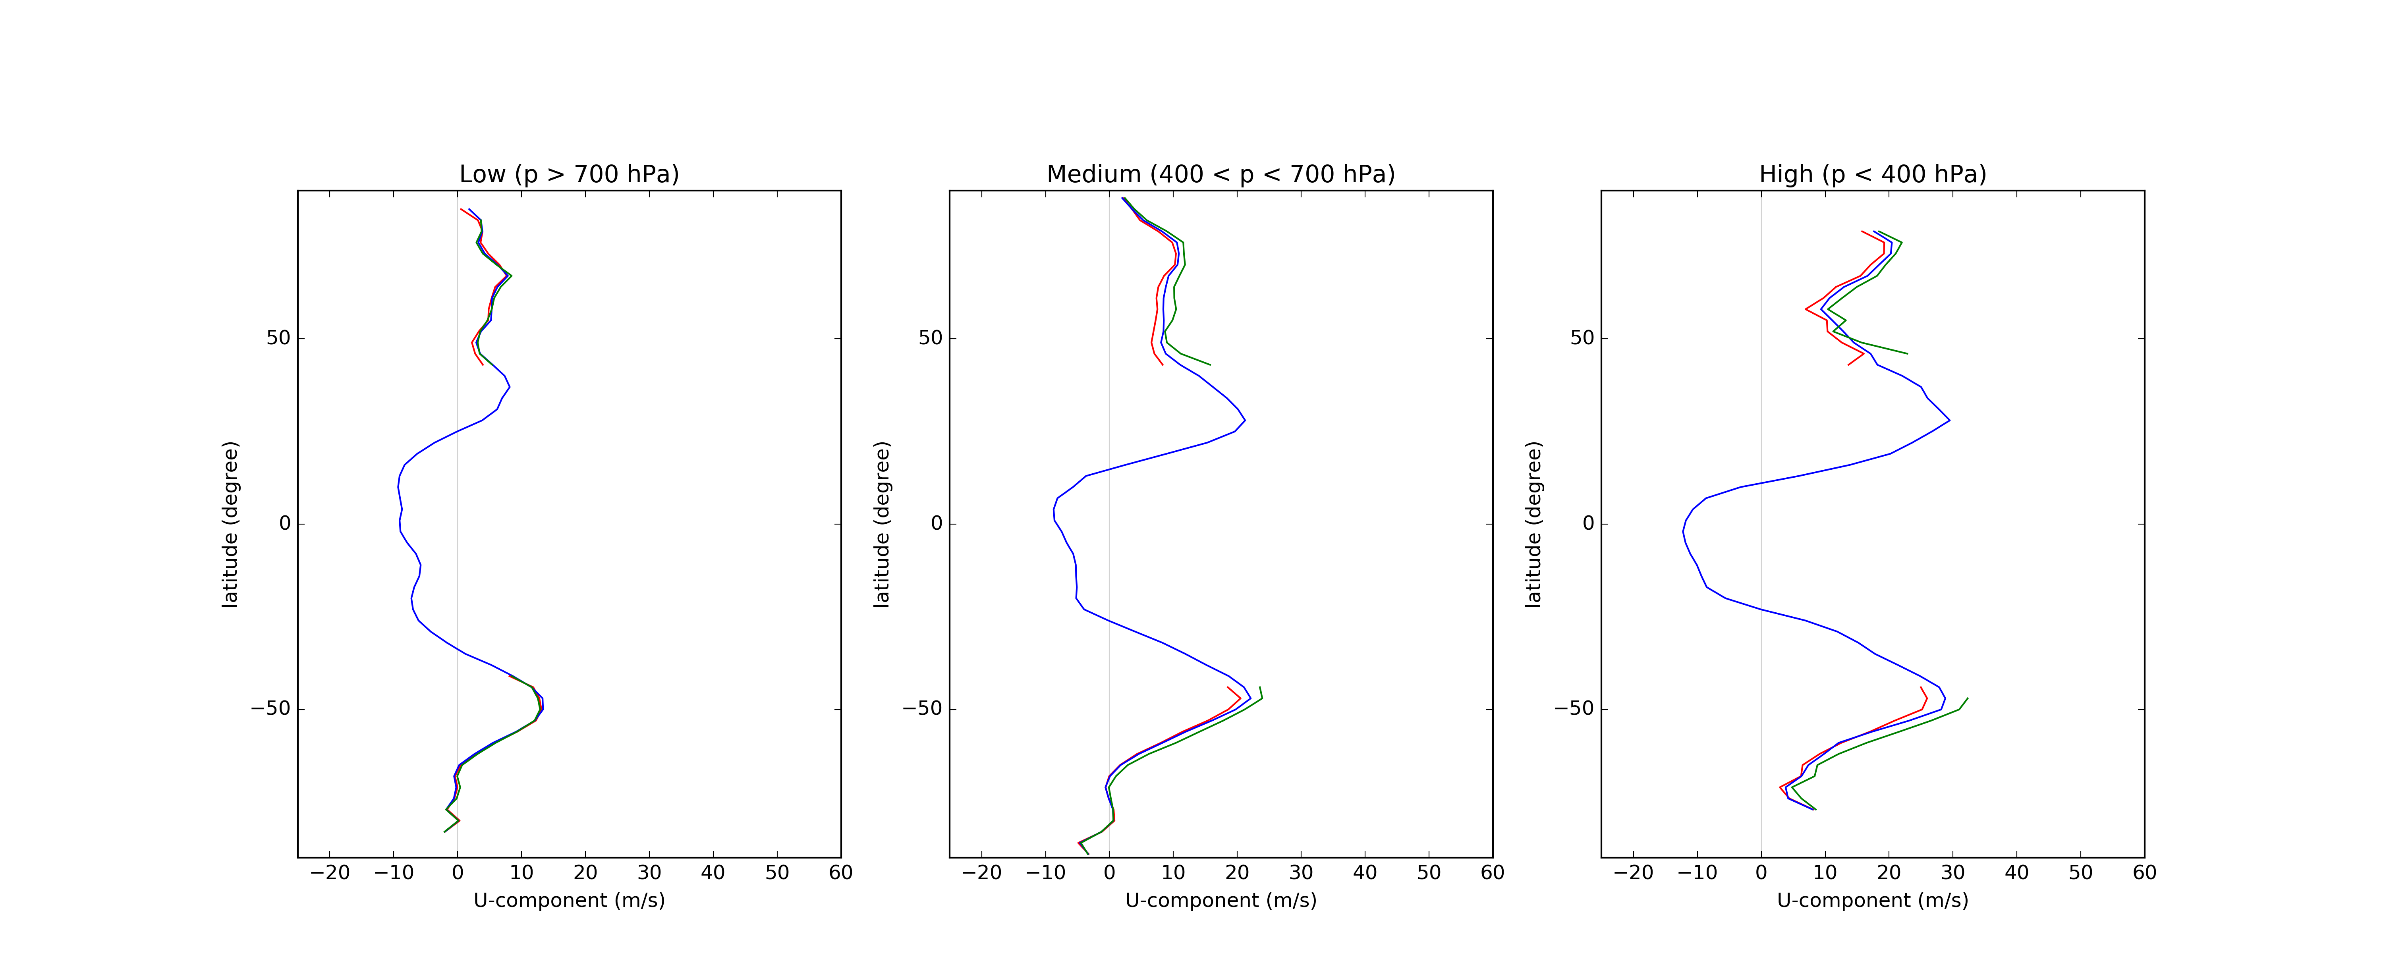 Low (p > 700 hPa)
50
0
−50
latitude (degree)
−20 −10 0 10 20 30 40 50 60
U-component (m/s)
Medium (400 < p < 700 hPa)
50
0
−50
latitude (degree)
−20 −10 0 10 20 30 40 50 60
U-component (m/s)
High (p < 400 hPa)
50
0
−50
latitude (degree)
−20 −10 0 10 20 30 40 50 60
U-component (m/s)